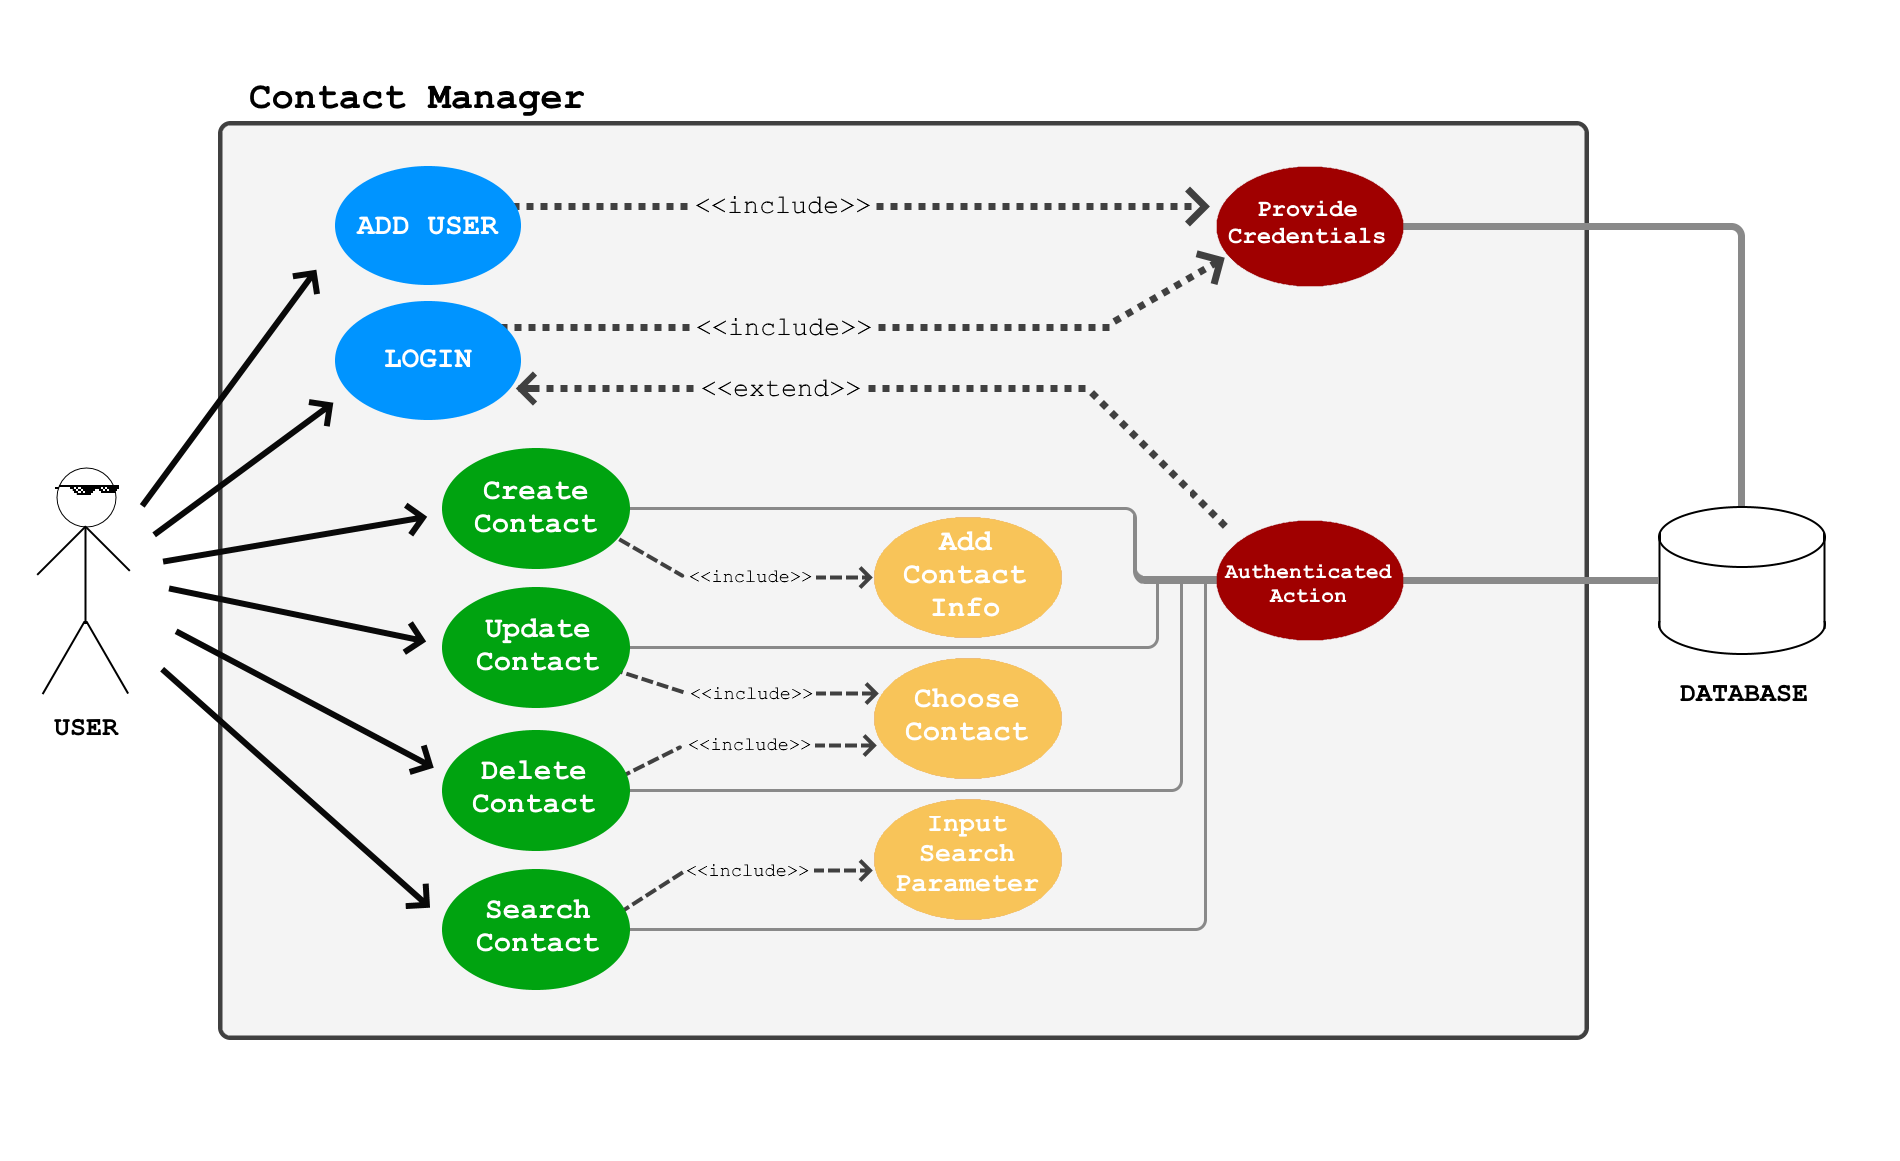 Contact Manager
ADD USER
<<include>>
Provide
Credentials
LOGIN
<<include>>
<<extend>>
Create
Contact
<<include>>
Add
Contact
Info
Authenticated
Action
Update
Contact
<<include>>
Choose
Contact
<<include>>
Delete
Contact
Input
Search
Parameter
<<include>>
Search
Contact
USER
DATABASE